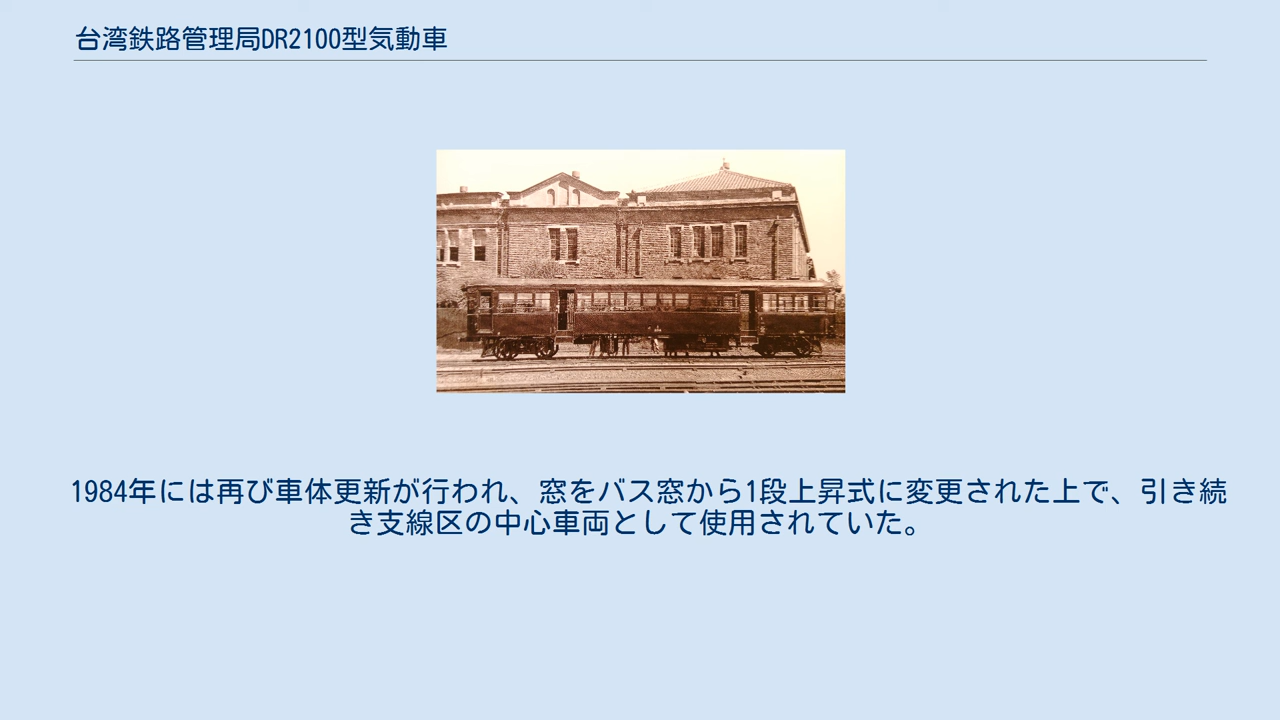 台湾鉄路管理局DR2100型気動車
1984年には再び車体更新が行われ、窓をバス窓から1段上昇式に変更された上で、引き続
き支線区の中心車両として使用されていた。